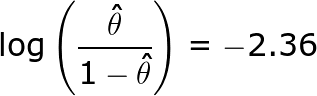 log(θ̂ / (1 − θ̂)) = −2.36